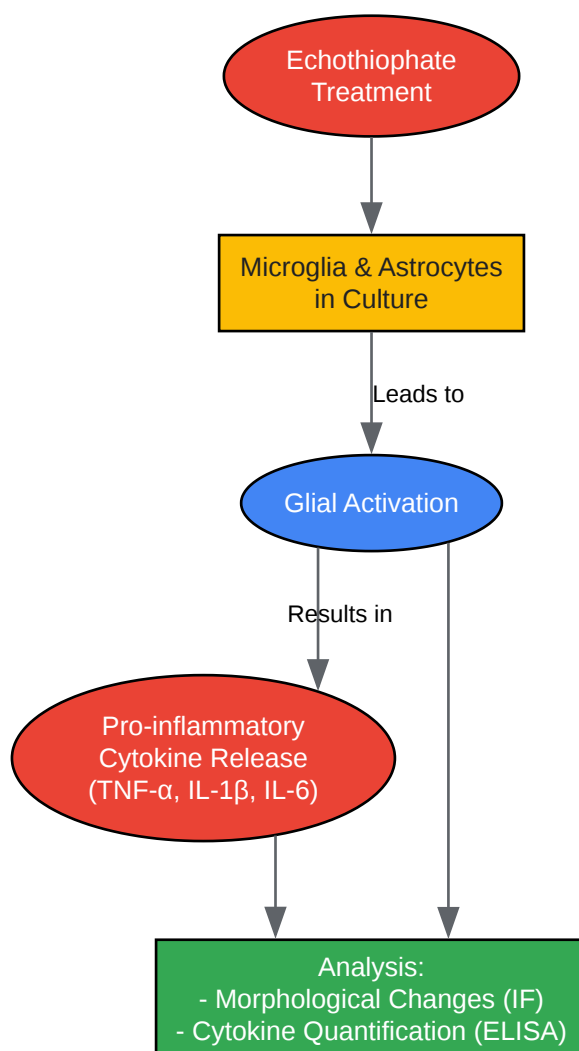 Echothiophate
Treatment
Microglia & Astrocytes
in Culture
Leads to
Glial Activation
Results in
Pro-inflammatory
Cytokine Release
(TNF-α, IL-1β, IL-6)
Analysis:
- Morphological Changes (IF)
- Cytokine Quantification (ELISA)